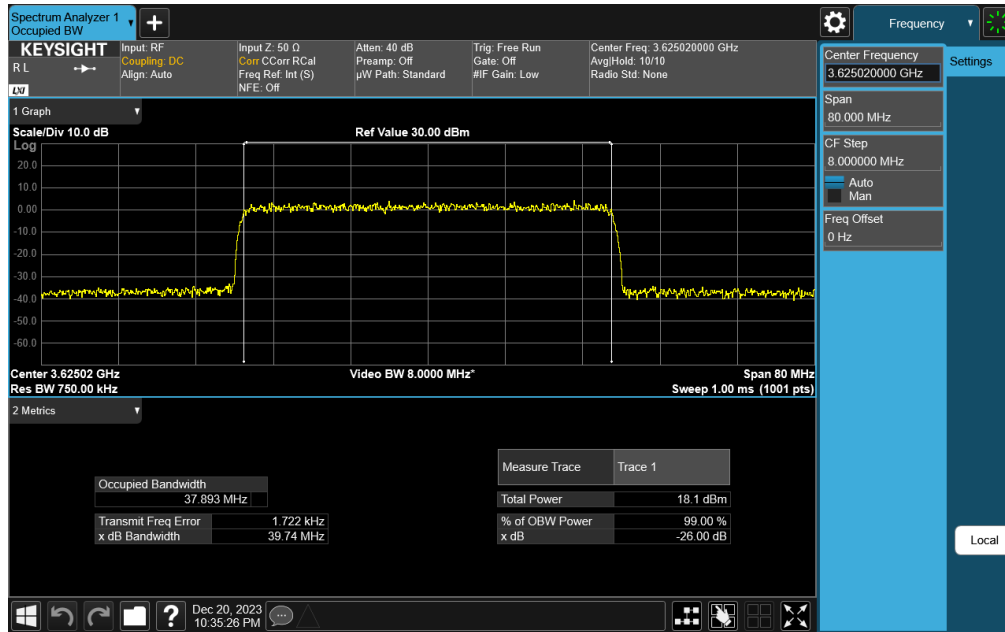 Spectrum Analyzer 1
Occupied BW
Frequency
KEYSIGHT
R L
LXI
Input: RF
Coupling: DC
Align: Auto
Input Z: 50 Ω
Corr CCorr RCal
Freq Ref: Int (S)
NFE: Off
Atten: 40 dB
Preamp: Off
µW Path: Standard
Trig: Free Run
Gate: Off
#IF Gain: Low
Center Freq: 3.625020000 GHz
Avg|Hold: 10/10
Radio Std: None
1 Graph
Scale/Div 10.0 dB
Ref Value 30.00 dBm
Log
20.0
10.0
0.00
-10.0
-20.0
-30.0
-40.0
-50.0
-60.0
Center 3.62502 GHz
Video BW 8.0000 MHz*
Span 80 MHz
Res BW 750.00 kHz
Sweep 1.00 ms (1001 pts)
2 Metrics
Occupied Bandwidth
37.893 MHz
Transmit Freq Error 1.722 kHz
x dB Bandwidth 39.74 MHz
Measure Trace Trace 1
Total Power 18.1 dBm
% of OBW Power 99.00 %
x dB -26.00 dB
Center Frequency
3.625020000 GHz
Span
80.000 MHz
CF Step
8.000000 MHz
Auto
Man
Freq Offset
0 Hz
Settings
Local
?
Dec 20, 2023
10:35:26 PM